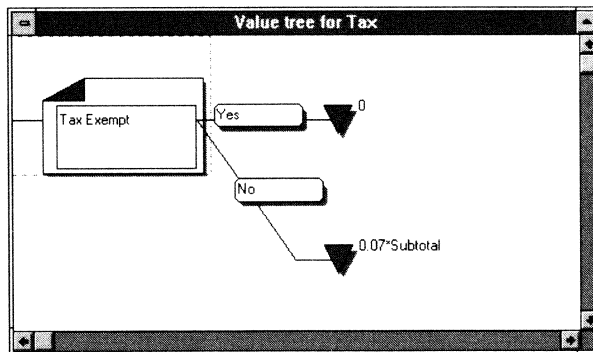 Value tree for Tax
Tax Exempt
Yes
0
No
0.07*Subtotal